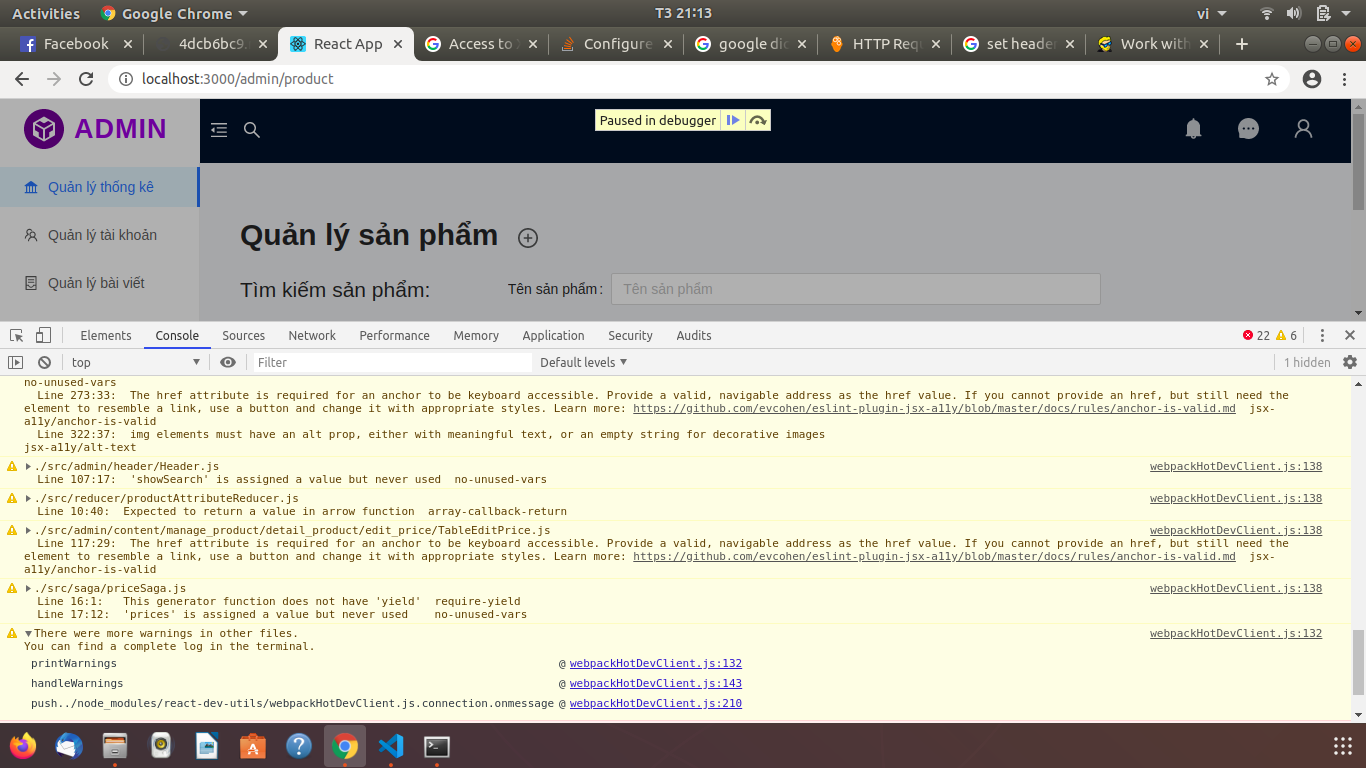 Activities
Google Chrome
T3 21:13
vi
Facebook
4dcb6bc9.
React App
Access to
Configure
google dic
HTTP Req
set header
Work with
localhost:3000/admin/product
ADMIN
Paused in debugger
Quản lý thống kê
Quản lý tài khoản
Quản lý bài viết
Quản lý sản phẩm
Tìm kiếm sản phẩm:
Tên sản phẩm:
Tên sản phẩm
Elements
Console
Sources
Network
Performance
Memory
Application
Security
Audits
22
6
top
Filter
Default levels
1 hidden
no-unused-vars
Line 273:33:  The href attribute is required for an anchor to be keyboard accessible. Provide a valid, navigable address as the href value. If you cannot provide an href, but still need the
element to resemble a link, use a button and change it with appropriate styles. Learn more: https://github.com/evcohen/eslint-plugin-jsx-a11y/blob/master/docs/rules/anchor-is-valid.md  jsx-
a11y/anchor-is-valid
Line 322:37:  img elements must have an alt prop, either with meaningful text, or an empty string for decorative images
jsx-a11y/alt-text
./src/admin/header/Header.js
webpackHotDevClient.js:138
Line 107:17:  'showSearch' is assigned a value but never used  no-unused-vars
./src/reducer/productAttributeReducer.js
webpackHotDevClient.js:138
Line 10:40:  Expected to return a value in arrow function  array-callback-return
./src/admin/content/manage_product/detail_product/edit_price/TableEditPrice.js
webpackHotDevClient.js:138
Line 117:29:  The href attribute is required for an anchor to be keyboard accessible. Provide a valid, navigable address as the href value. If you cannot provide an href, but still need the
element to resemble a link, use a button and change it with appropriate styles. Learn more: https://github.com/evcohen/eslint-plugin-jsx-a11y/blob/master/docs/rules/anchor-is-valid.md  jsx-
a11y/anchor-is-valid
./src/saga/priceSaga.js
webpackHotDevClient.js:138
Line 16:1:   This generator function does not have 'yield'  require-yield
Line 17:12:  'prices' is assigned a value but never used    no-unused-vars
There were more warnings in other files.
webpackHotDevClient.js:132
You can find a complete log in the terminal.
printWarnings @ webpackHotDevClient.js:132
handleWarnings @ webpackHotDevClient.js:143
push../node_modules/react-dev-utils/webpackHotDevClient.js.connection.onmessage @ webpackHotDevClient.js:210